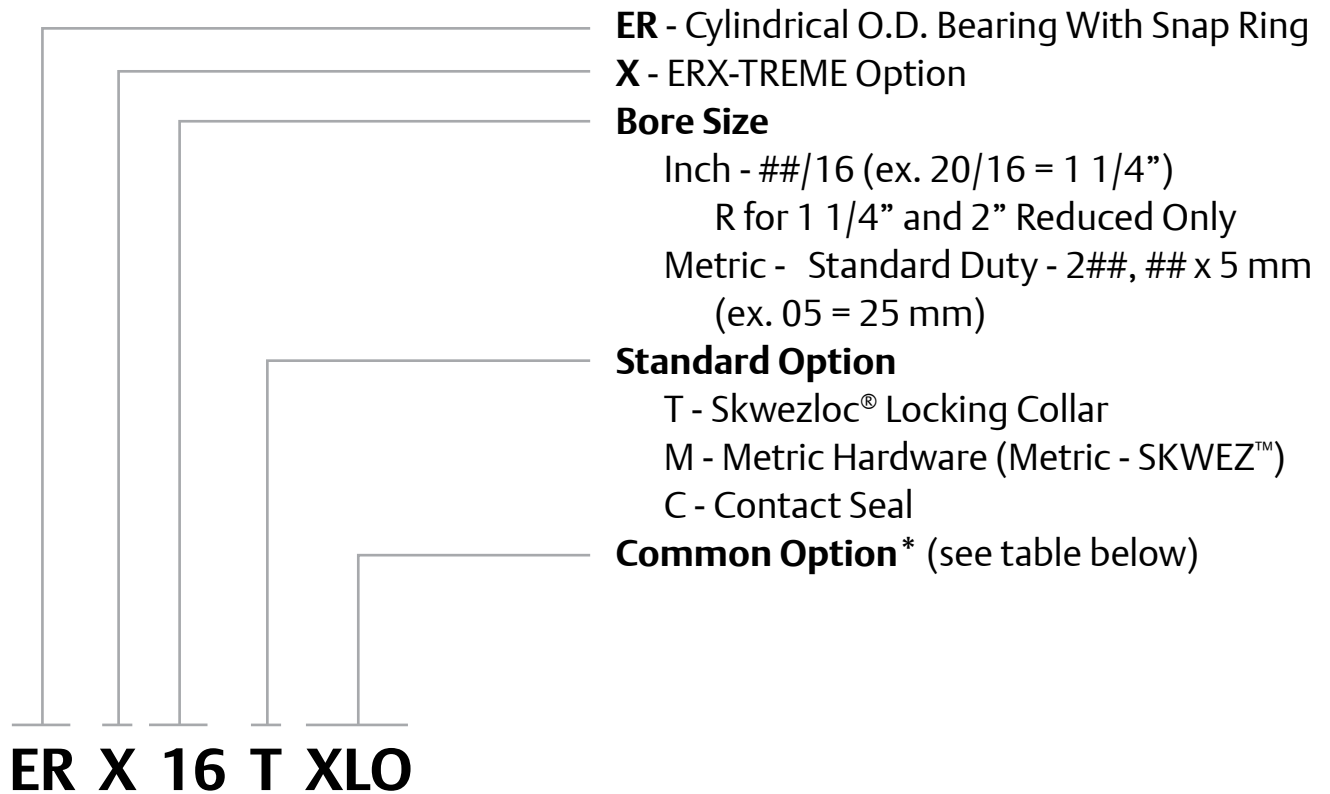 ER - Cylindrical O.D. Bearing With Snap Ring
X - ERX-TREME Option
Bore Size
Inch - ##/16 (ex. 20/16 = 1 1/4”)
R for 1 1/4” and 2” Reduced Only
Metric - Standard Duty - 2##, ## x 5 mm
(ex. 05 = 25 mm)
Standard Option
T - Skwezloc® Locking Collar
M - Metric Hardware (Metric - SKWEZ™)
C - Contact Seal
Common Option* (see table below)
ER X 16 T XLO